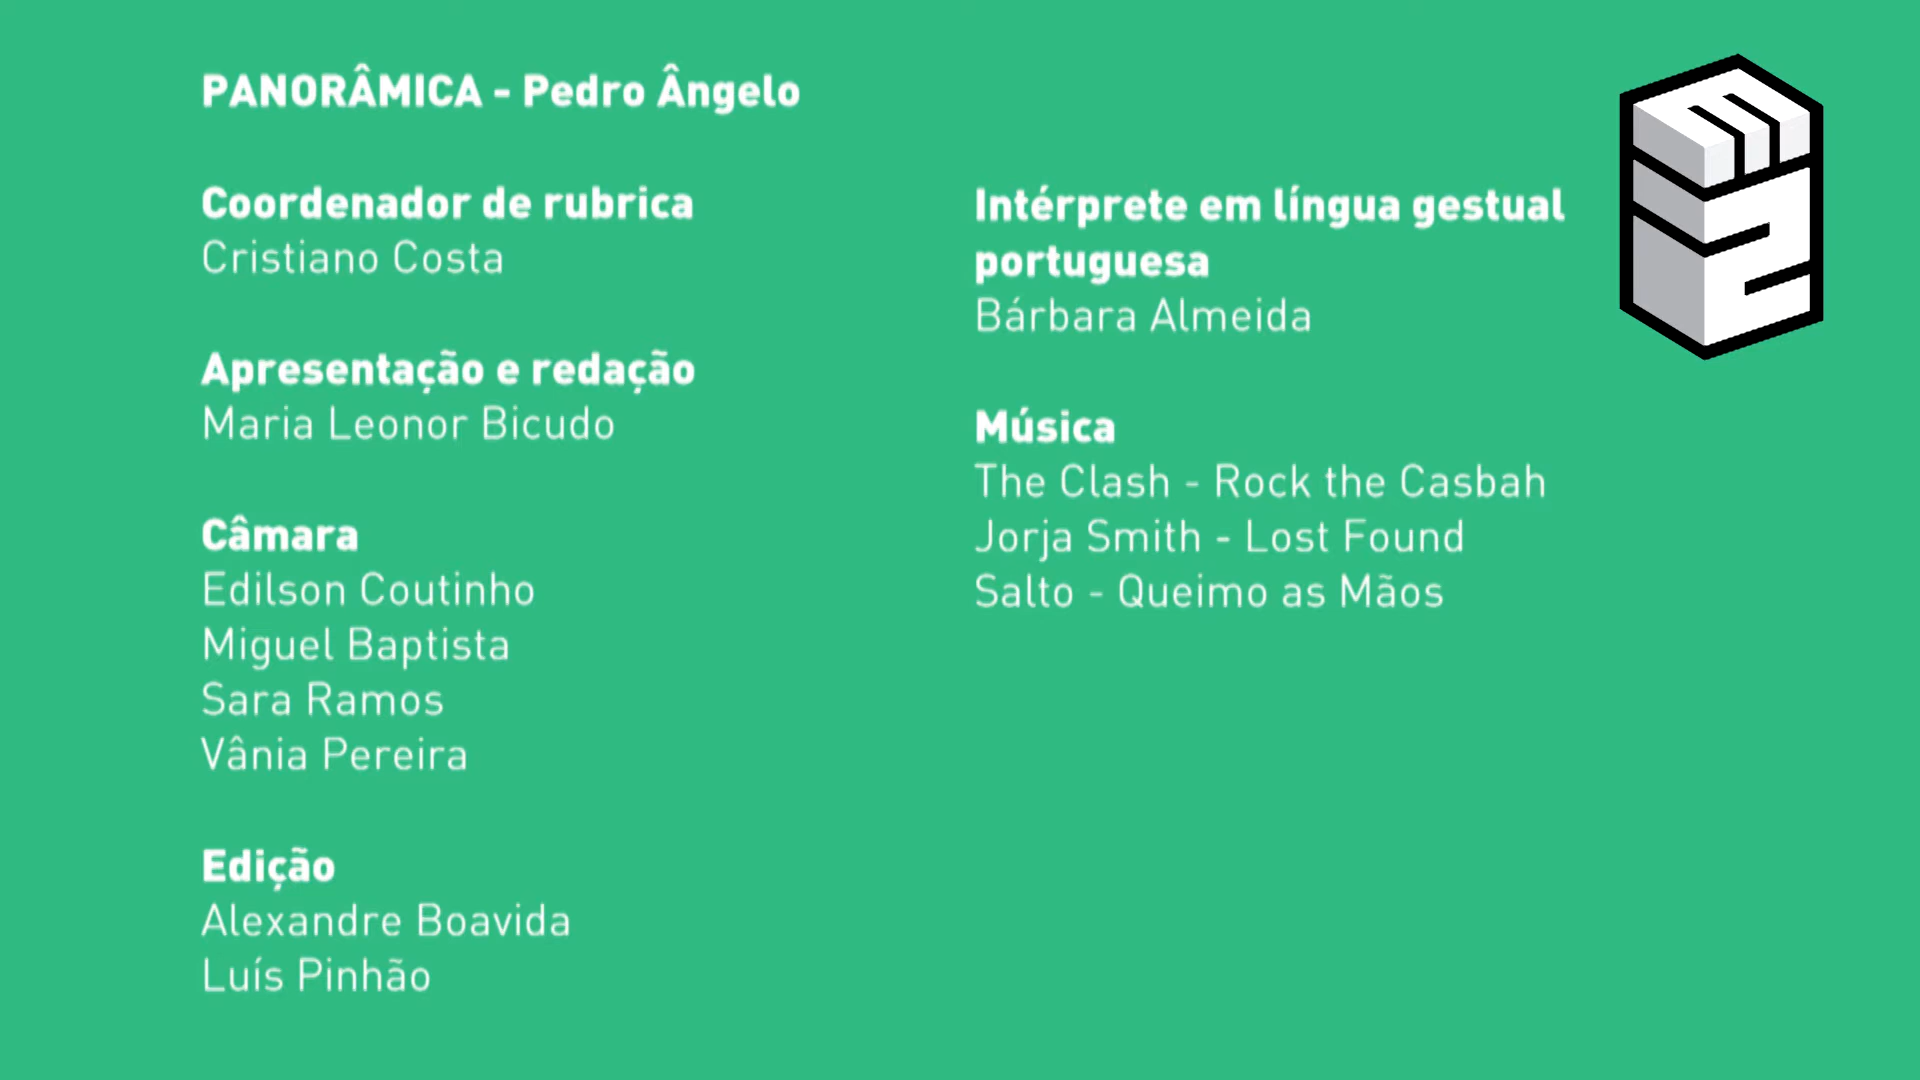 PANORÂMICA - Pedro Ângelo
Coordenador de rubrica
Cristiano Costa
Apresentação e redação
Maria Leonor Bicudo
Câmara
Edilson Coutinho
Miguel Baptista
Sara Ramos
Vânia Pereira
Edição
Alexandre Boavida
Luís Pinhão
Intérprete em língua gestual
portuguesa
Bárbara Almeida
Música
The Clash - Rock the Casbah
Jorja Smith - Lost Found
Salto - Queimo as Mãos
m2